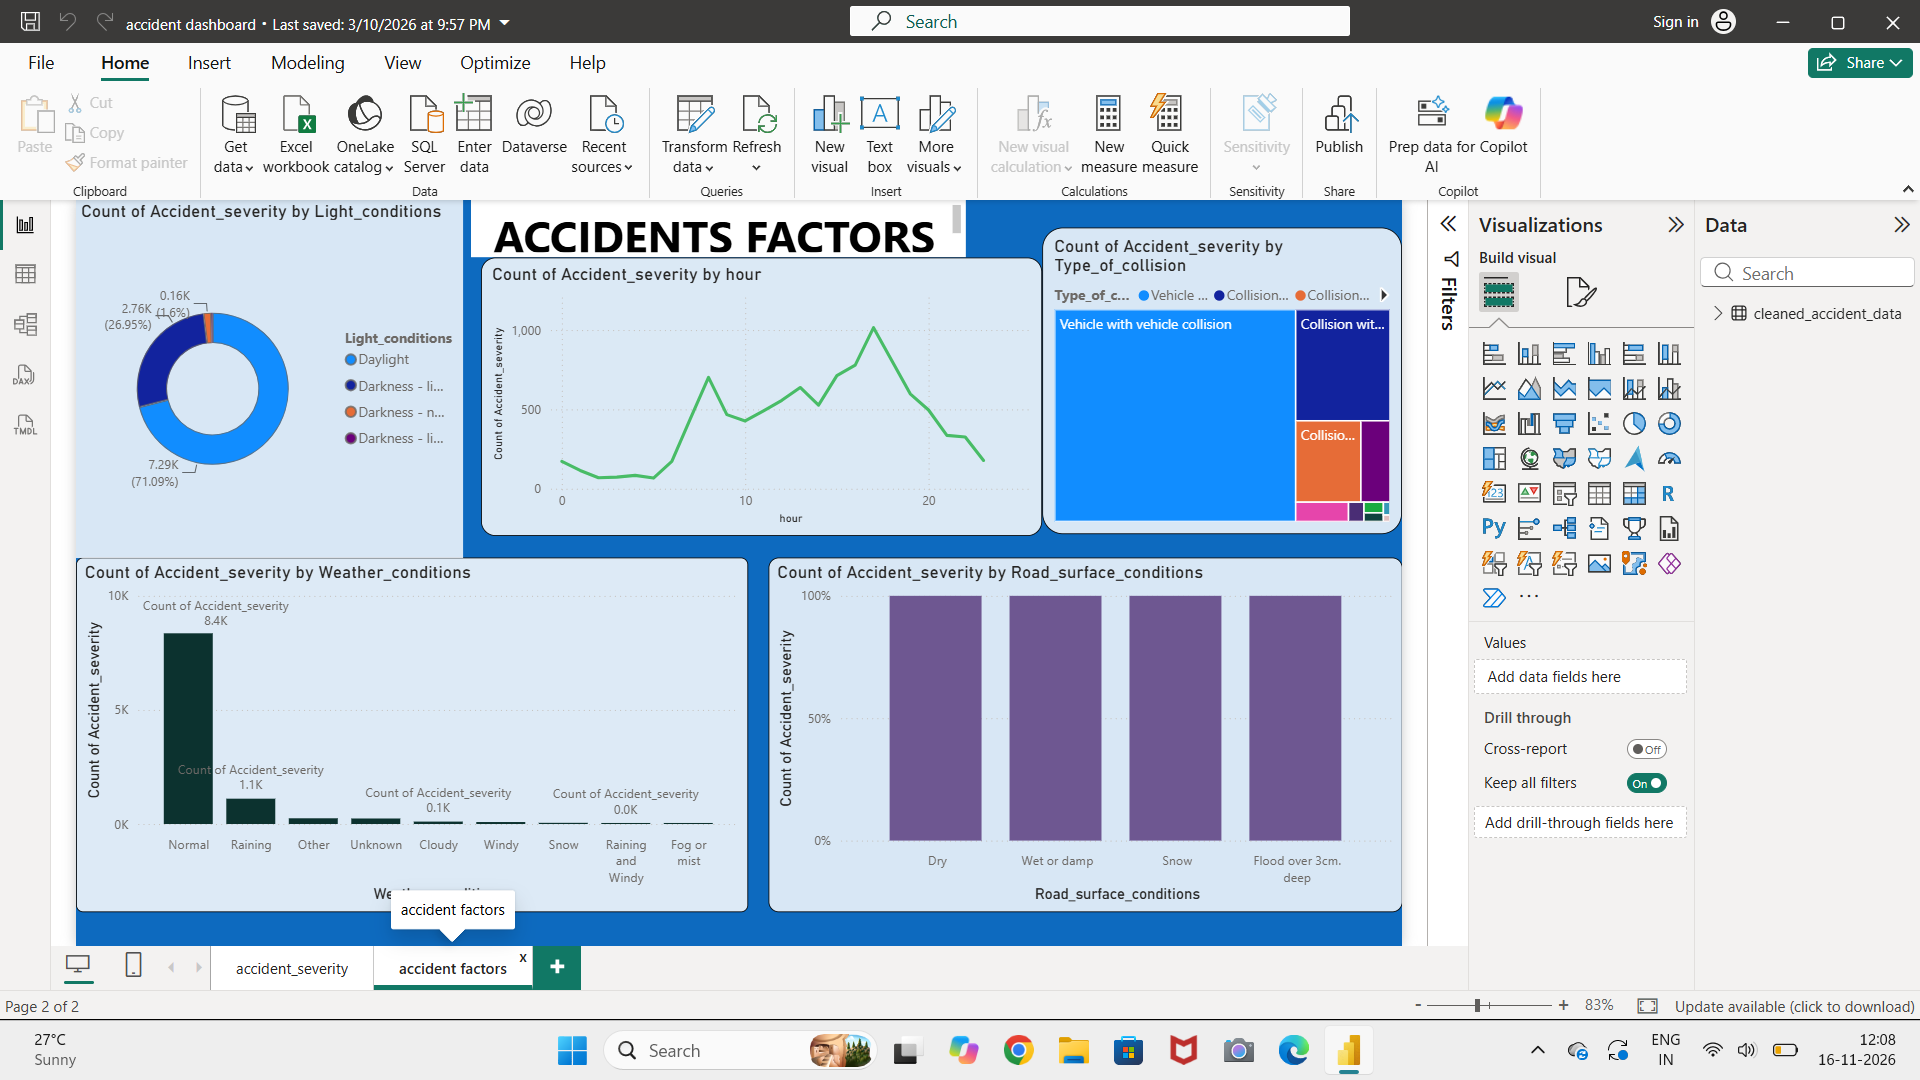 accident dashboard • Last saved: 3/10/2026 at 9:57 PM
Search
Sign in
File
Home
Insert
Modeling
View
Optimize
Help
Share
Paste
Cut
Copy
Format painter
Clipboard
Get data
Excel workbook
OneLake catalog
SQL Server
Enter data
Dataverse
Recent sources
Data
Transform data
Refresh
Queries
New visual
Text box
More visuals
Insert
New visual calculation
New measure
Quick measure
Calculations
Sensitivity
Sensitivity
Publish
Share
Prep data for AI
Copilot
Copilot
DAX
TMDL
Count of Accident_severity by Light_conditions
0.16K
(1.6%)
2.76K
(26.95%)
7.29K
(71.09%)
Light_conditions
Daylight
Darkness - li...
Darkness - n...
Darkness - li...
ACCIDENTS FACTORS
Count of Accident_severity by hour
Count of Accident_severity
1,000
500
0
0
10
20
hour
Count of Accident_severity by
Type_of_collision
Type_of_c...
Vehicle ...
Collision...
Collision...
Vehicle with vehicle collision
Collision wit...
Collisio...
Count of Accident_severity by Weather_conditions
Count of Accident_severity
10K
5K
0K
Count of Accident_severity
8.4K
Count of Accident_severity
1.1K
Count of Accident_severity
0.1K
Count of Accident_severity
0.0K
Normal
Raining
Other
Unknown
Cloudy
Windy
Snow
Raining and Windy
Fog or mist
accident factors
Count of Accident_severity by Road_surface_conditions
Count of Accident_severity
100%
50%
0%
Dry
Wet or damp
Snow
Flood over 3cm. deep
Road_surface_conditions
Filters
Visualizations
Build visual
123
R
Py
Values
Add data fields here
Drill through
Cross-report
Off
Keep all filters
On
Add drill-through fields here
Data
Search
cleaned_accident_data
accident_severity
accident factors
x
+
Page 2 of 2
- + 83%
Update available (click to download)
27°C
Sunny
Search
ENG
IN
12:08
16-11-2026